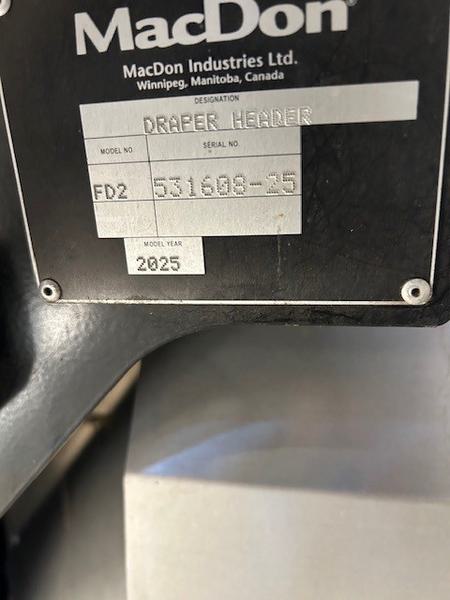 MacDon®
MacDon Industries Ltd.
Winnipeg, Manitoba, Canada
DESIGNATION
DRAPER HEADER
MODEL NO. SERIAL NO.
FD2 531608-25
MODEL YEAR
2025